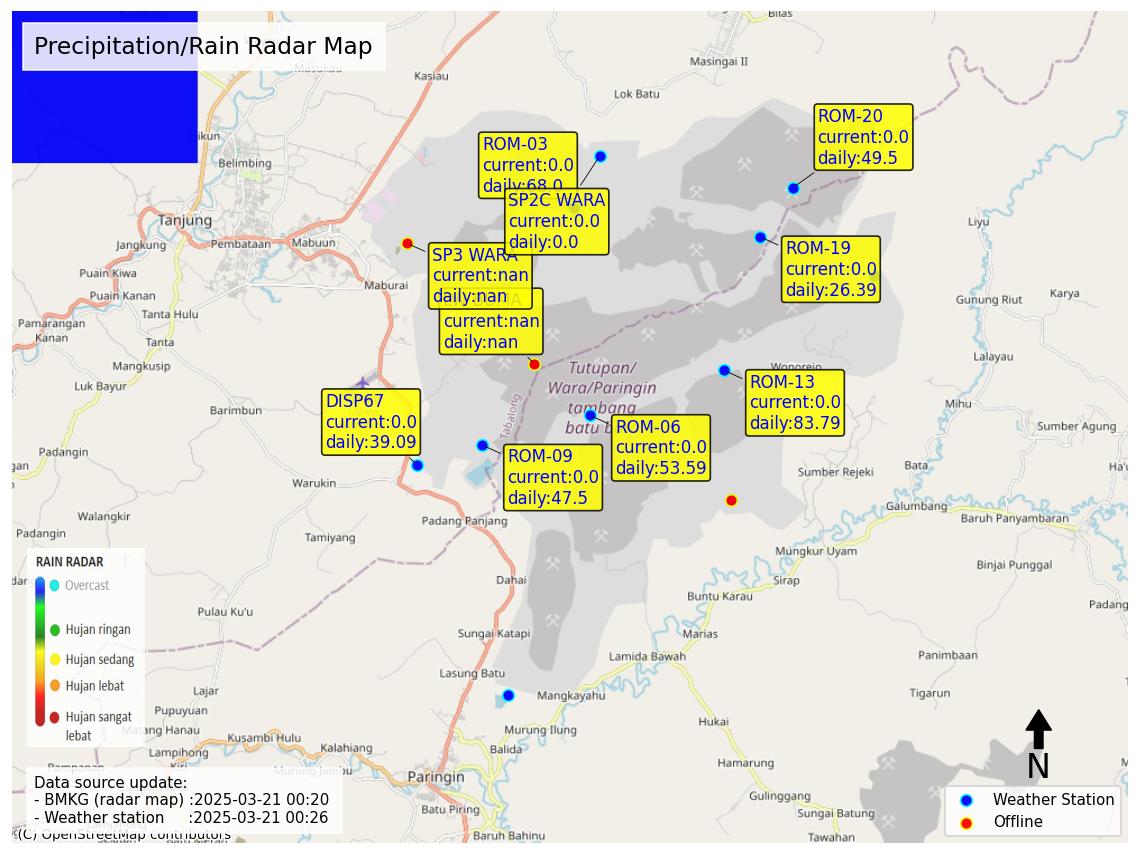 Precipitation/Rain Radar Map
Bilas
Masingai II
Kasiau
Lok Batu
Masukau
Hikun
Belimbing
Tanjung
Jangkung
Pembataan
Mabuun
Puain Kiwa
Puain Kanan
Maburai
Tanta Hulu
Pamarangan
Kanan
Tanta
Mangkusip
Luk Bayur
Barimbun
Liyu
Gunung Riut
Karya
Lalayau
Mihu
Wonorejo
Sumber Agung
Bata
Sumber Rejeki
Galumbang
Baruh Panyambaran
Mungkur Uyam
Binjai Punggal
Sirap
Buntu Karau
Marias
Lamida Bawah
Panimbaan
Tigarun
Hukai
Hamarung
Gulinggang
Sungai Batung
Tawahan
Warukin
Walangkir
Padangin
Tamiyang
Padang Panjang
Dahai
Pulau Ku'u
Sungai Katapi
Lasung Batu
Mangkayahu
Murung Ilung
Lajar
Pupuyuan
Matang Hanau
Lampihong
Kusambi Hulu
Kalahiang
Balida
Paringin
Batu Piring
Baruh Bahinu
Murung Jambu
Tabalong
Tutupan/
Wara/Paringin
tambang
batu b
ROM-03
current:0.0
daily:68.0
SP2C WARA
current:0.0
daily:0.0
SP3 WARA
current:nan
daily:nan
current:nan
daily:nan
ROM-20
current:0.0
daily:49.5
ROM-19
current:0.0
daily:26.39
ROM-13
current:0.0
daily:83.79
ROM-06
current:0.0
daily:53.59
ROM-09
current:0.0
daily:47.5
DISP67
current:0.0
daily:39.09
RAIN RADAR
Overcast
Hujan ringan
Hujan sedang
Hujan lebat
Hujan sangat
lebat
Data source update:
- BMKG (radar map) :2025-03-21 00:20
- Weather station :2025-03-21 00:26
(C) OpenStreetMap contributors
N
Weather Station
Offline